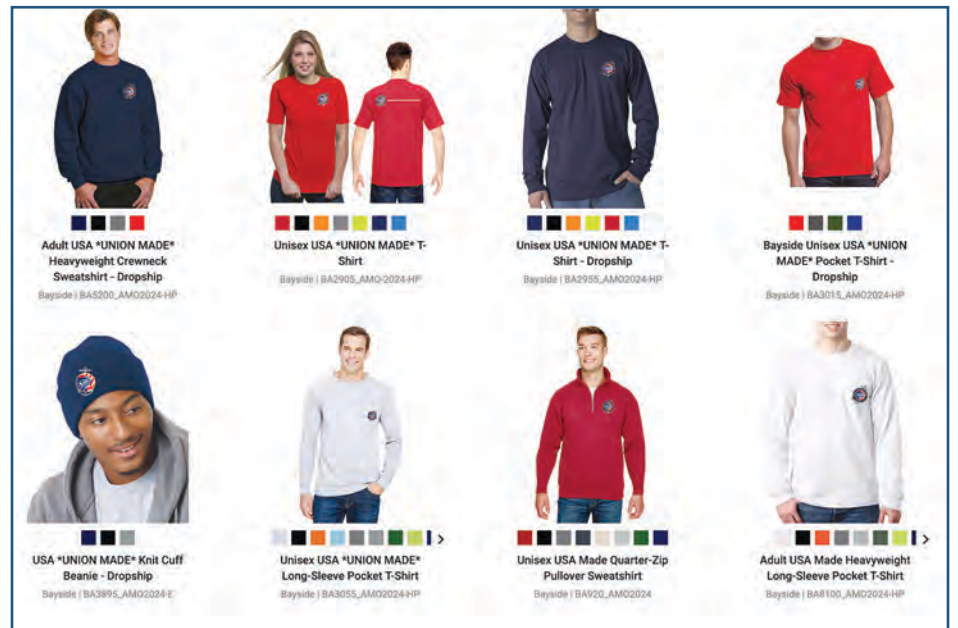 Adult USA *UNION MADE*
Heavyweight Crewneck
Sweatshirt - Dropship
Bayside | BA5200_AMO2024-HP
Unisex USA *UNION MADE* T-
Shirt
Bayside | BA2905_AMO-2024-HP
Unisex USA *UNION MADE* T-
Shirt - Dropship
Bayside | BA2955_AMO2024-HP
Bayside Unisex USA *UNION
MADE* Pocket T-Shirt -
Dropship
Bayside | BA3015_AMO2024-HP
USA *UNION MADE* Knit Cuff
Beanie - Dropship
Bayside | BA3895_AMO2024-E
Unisex USA *UNION MADE*
Long-Sleeve Pocket T-Shirt
Bayside | BA3055_AMO2024-HP
Unisex USA Made Quarter-Zip
Pullover Sweatshirt
Bayside | BA920_AMO2024
Adult USA Made Heavyweight
Long-Sleeve Pocket T-Shirt
Bayside | BA8100_AMO2024-HP